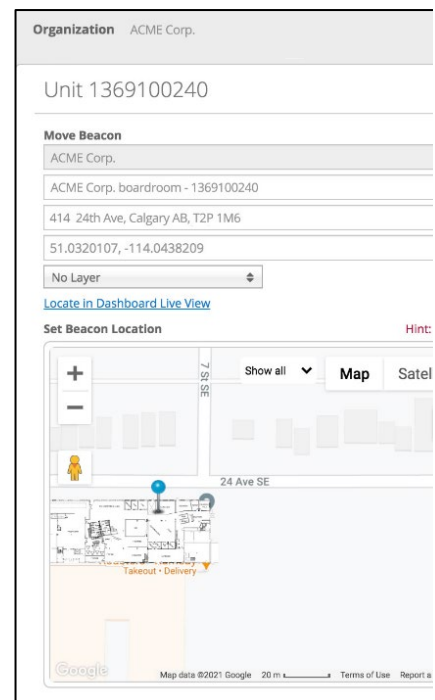 Organization ACME Corp.
Unit 1369100240
Move Beacon
ACME Corp.
ACME Corp. boardroom - 1369100240
414 24th Ave, Calgary AB, T2P 1M6
51.0320107, -114.0438209
No Layer
Locate in Dashboard Live View
Set Beacon Location Hint:
+
−
7 St SE
Show all
Map Satel
24 Ave SE
Takeout • Delivery
Google
Map data ©2021 Google 20 m Terms of Use Report a